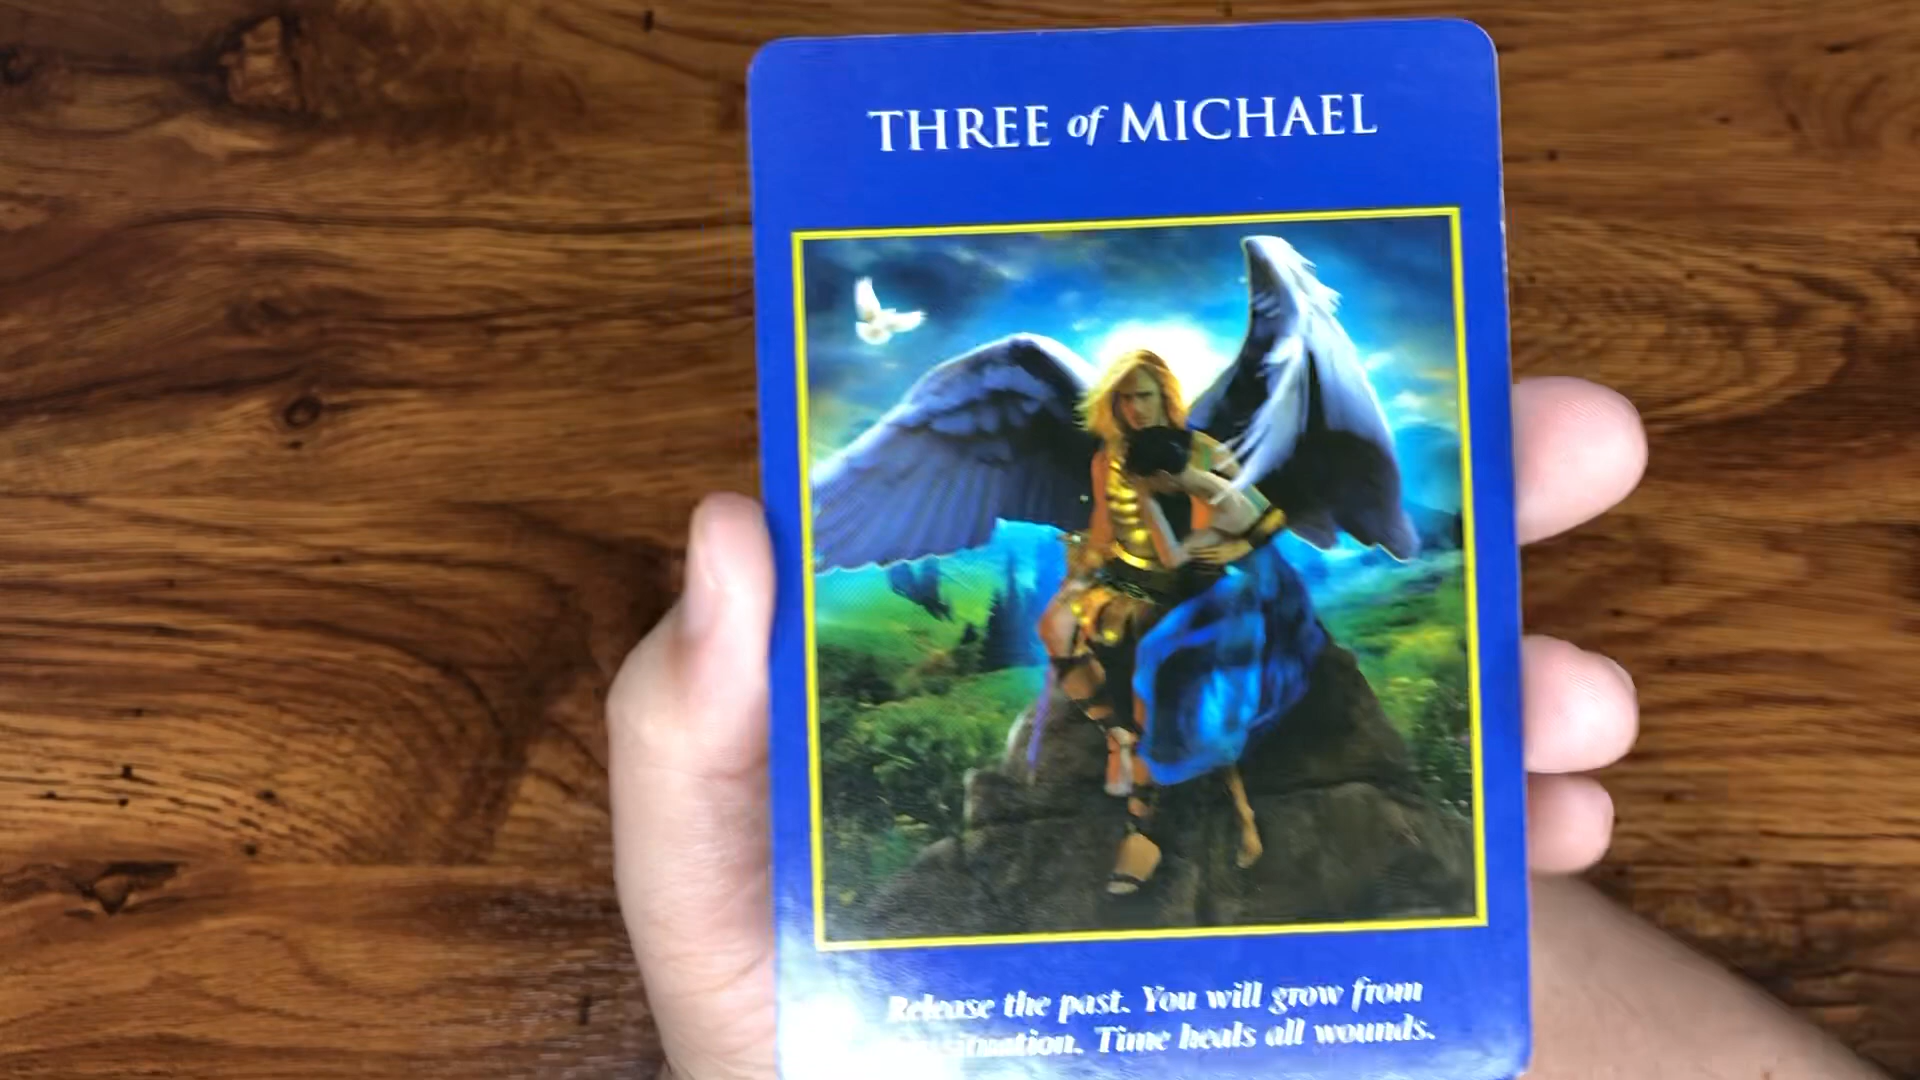 THREE of MICHAEL
Release the past. You will grow from
situation. Time heals all wounds.